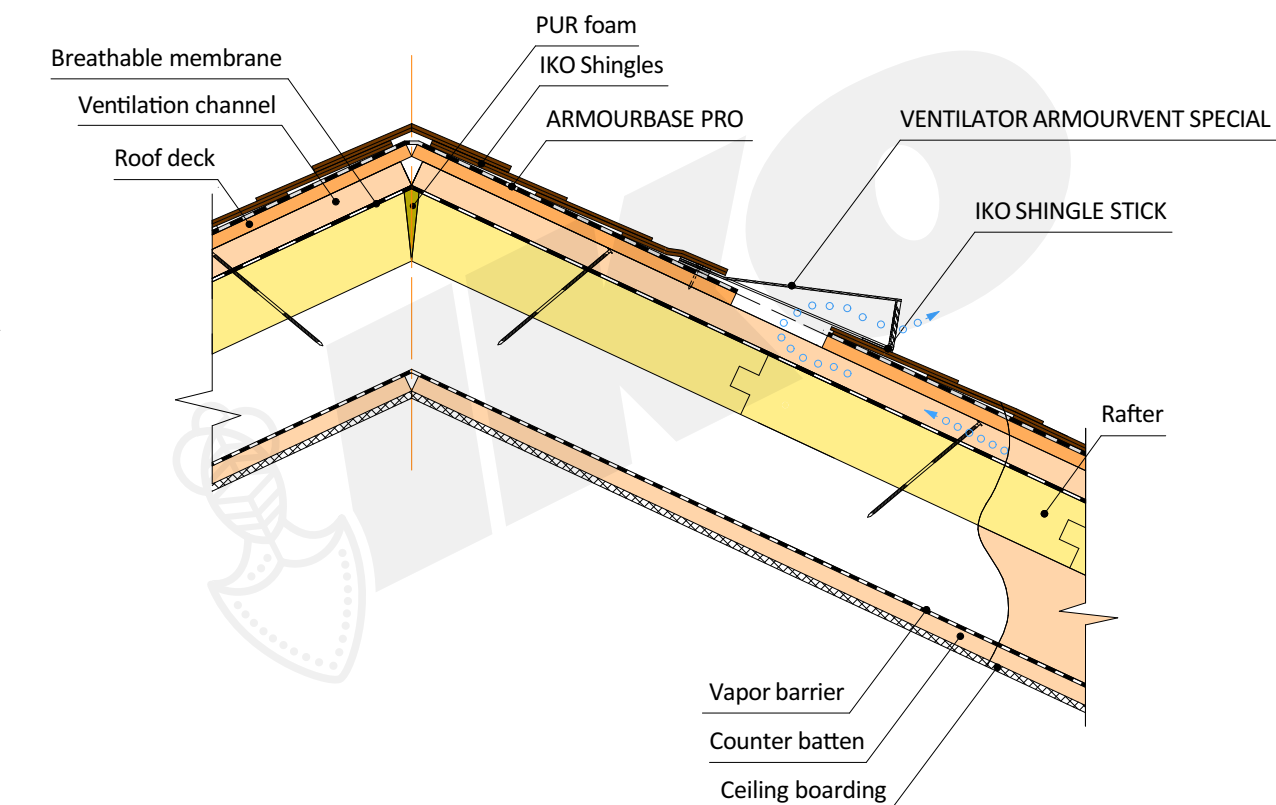 PUR foam
Breathable membrane
IKO Shingles
Ventilation channel
ARMOURBASE PRO
VENTILATOR ARMOURVENT SPECIAL
Roof deck
IKO SHINGLE STICK
Rafter
Vapor barrier
Counter batten
Ceiling boarding
IKO